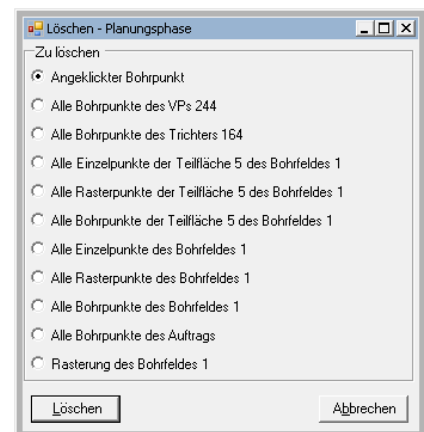 Löschen - Planungsphase
Zu löschen
Angeklickter Bohrpunkt
Alle Bohrpunkte des VPs 244
Alle Bohrpunkte des Trichters 164
Alle Einzelpunkte der Teilfläche 5 des Bohrfeldes 1
Alle Rasterpunkte der Teilfläche 5 des Bohrfeldes 1
Alle Bohrpunkte der Teilfläche 5 des Bohrfeldes 1
Alle Einzelpunkte des Bohrfeldes 1
Alle Rasterpunkte des Bohrfeldes 1
Alle Bohrpunkte des Bohrfeldes 1
Alle Bohrpunkte des Auftrags
Rasterung des Bohrfeldes 1
Löschen Abbrechen